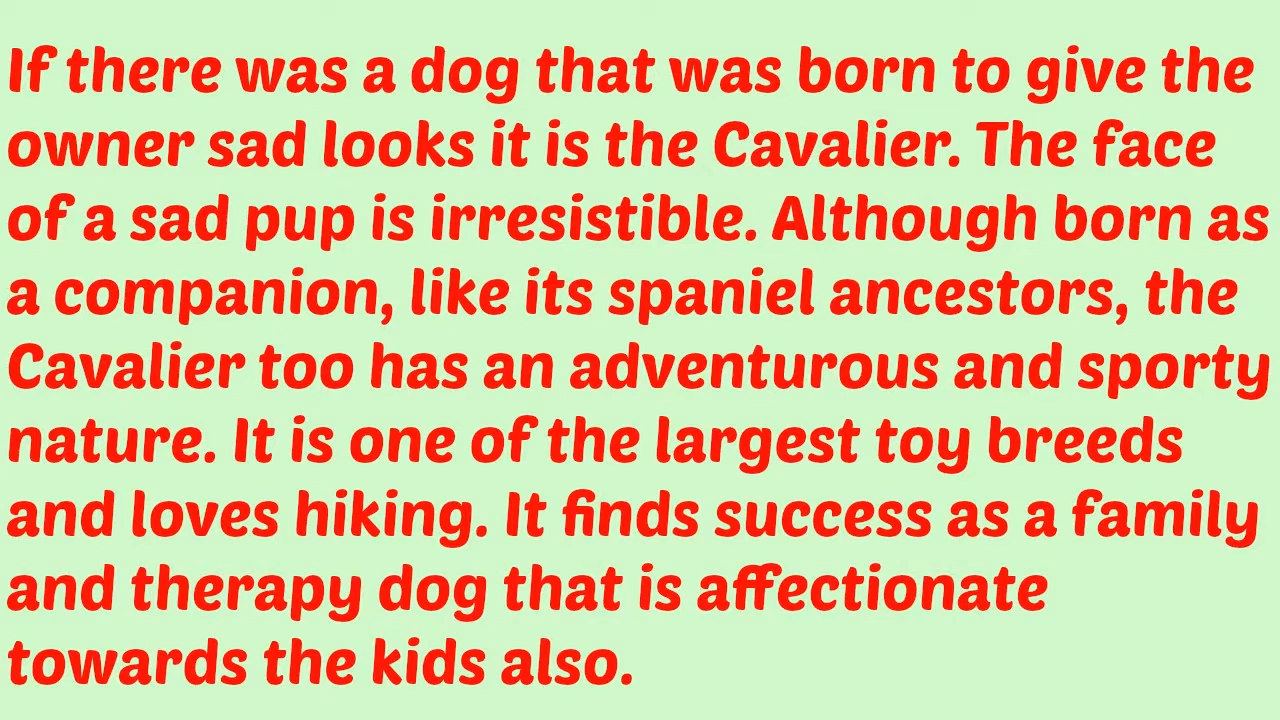 If there was a dog that was born to give the
owner sad looks it is the Cavalier. The face
of a sad pup is irresistible. Although born as
a companion, like its spaniel ancestors, the
Cavalier too has an adventurous and sporty
nature. It is one of the largest toy breeds
and loves hiking. It finds success as a family
and therapy dog that is affectionate
towards the kids also.